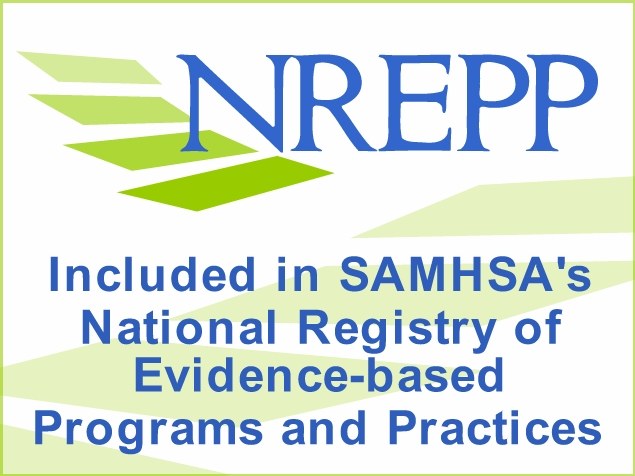 NREPP
Included in SAMHSA's
National Registry of
Evidence-based
Programs and Practices